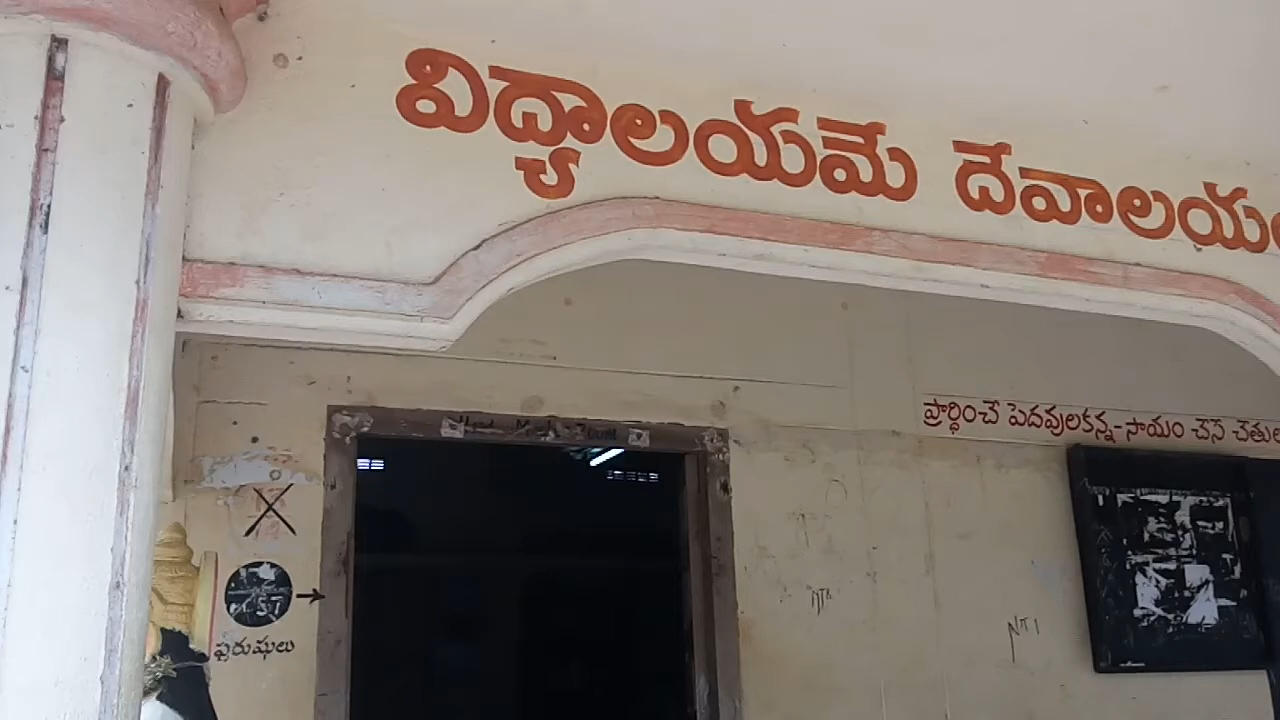 విద్యాలయమే దేవాలయం
ప్రార్ధించే పెదవులకన్న-సాయం చేసే చేతులు
పురుషులు